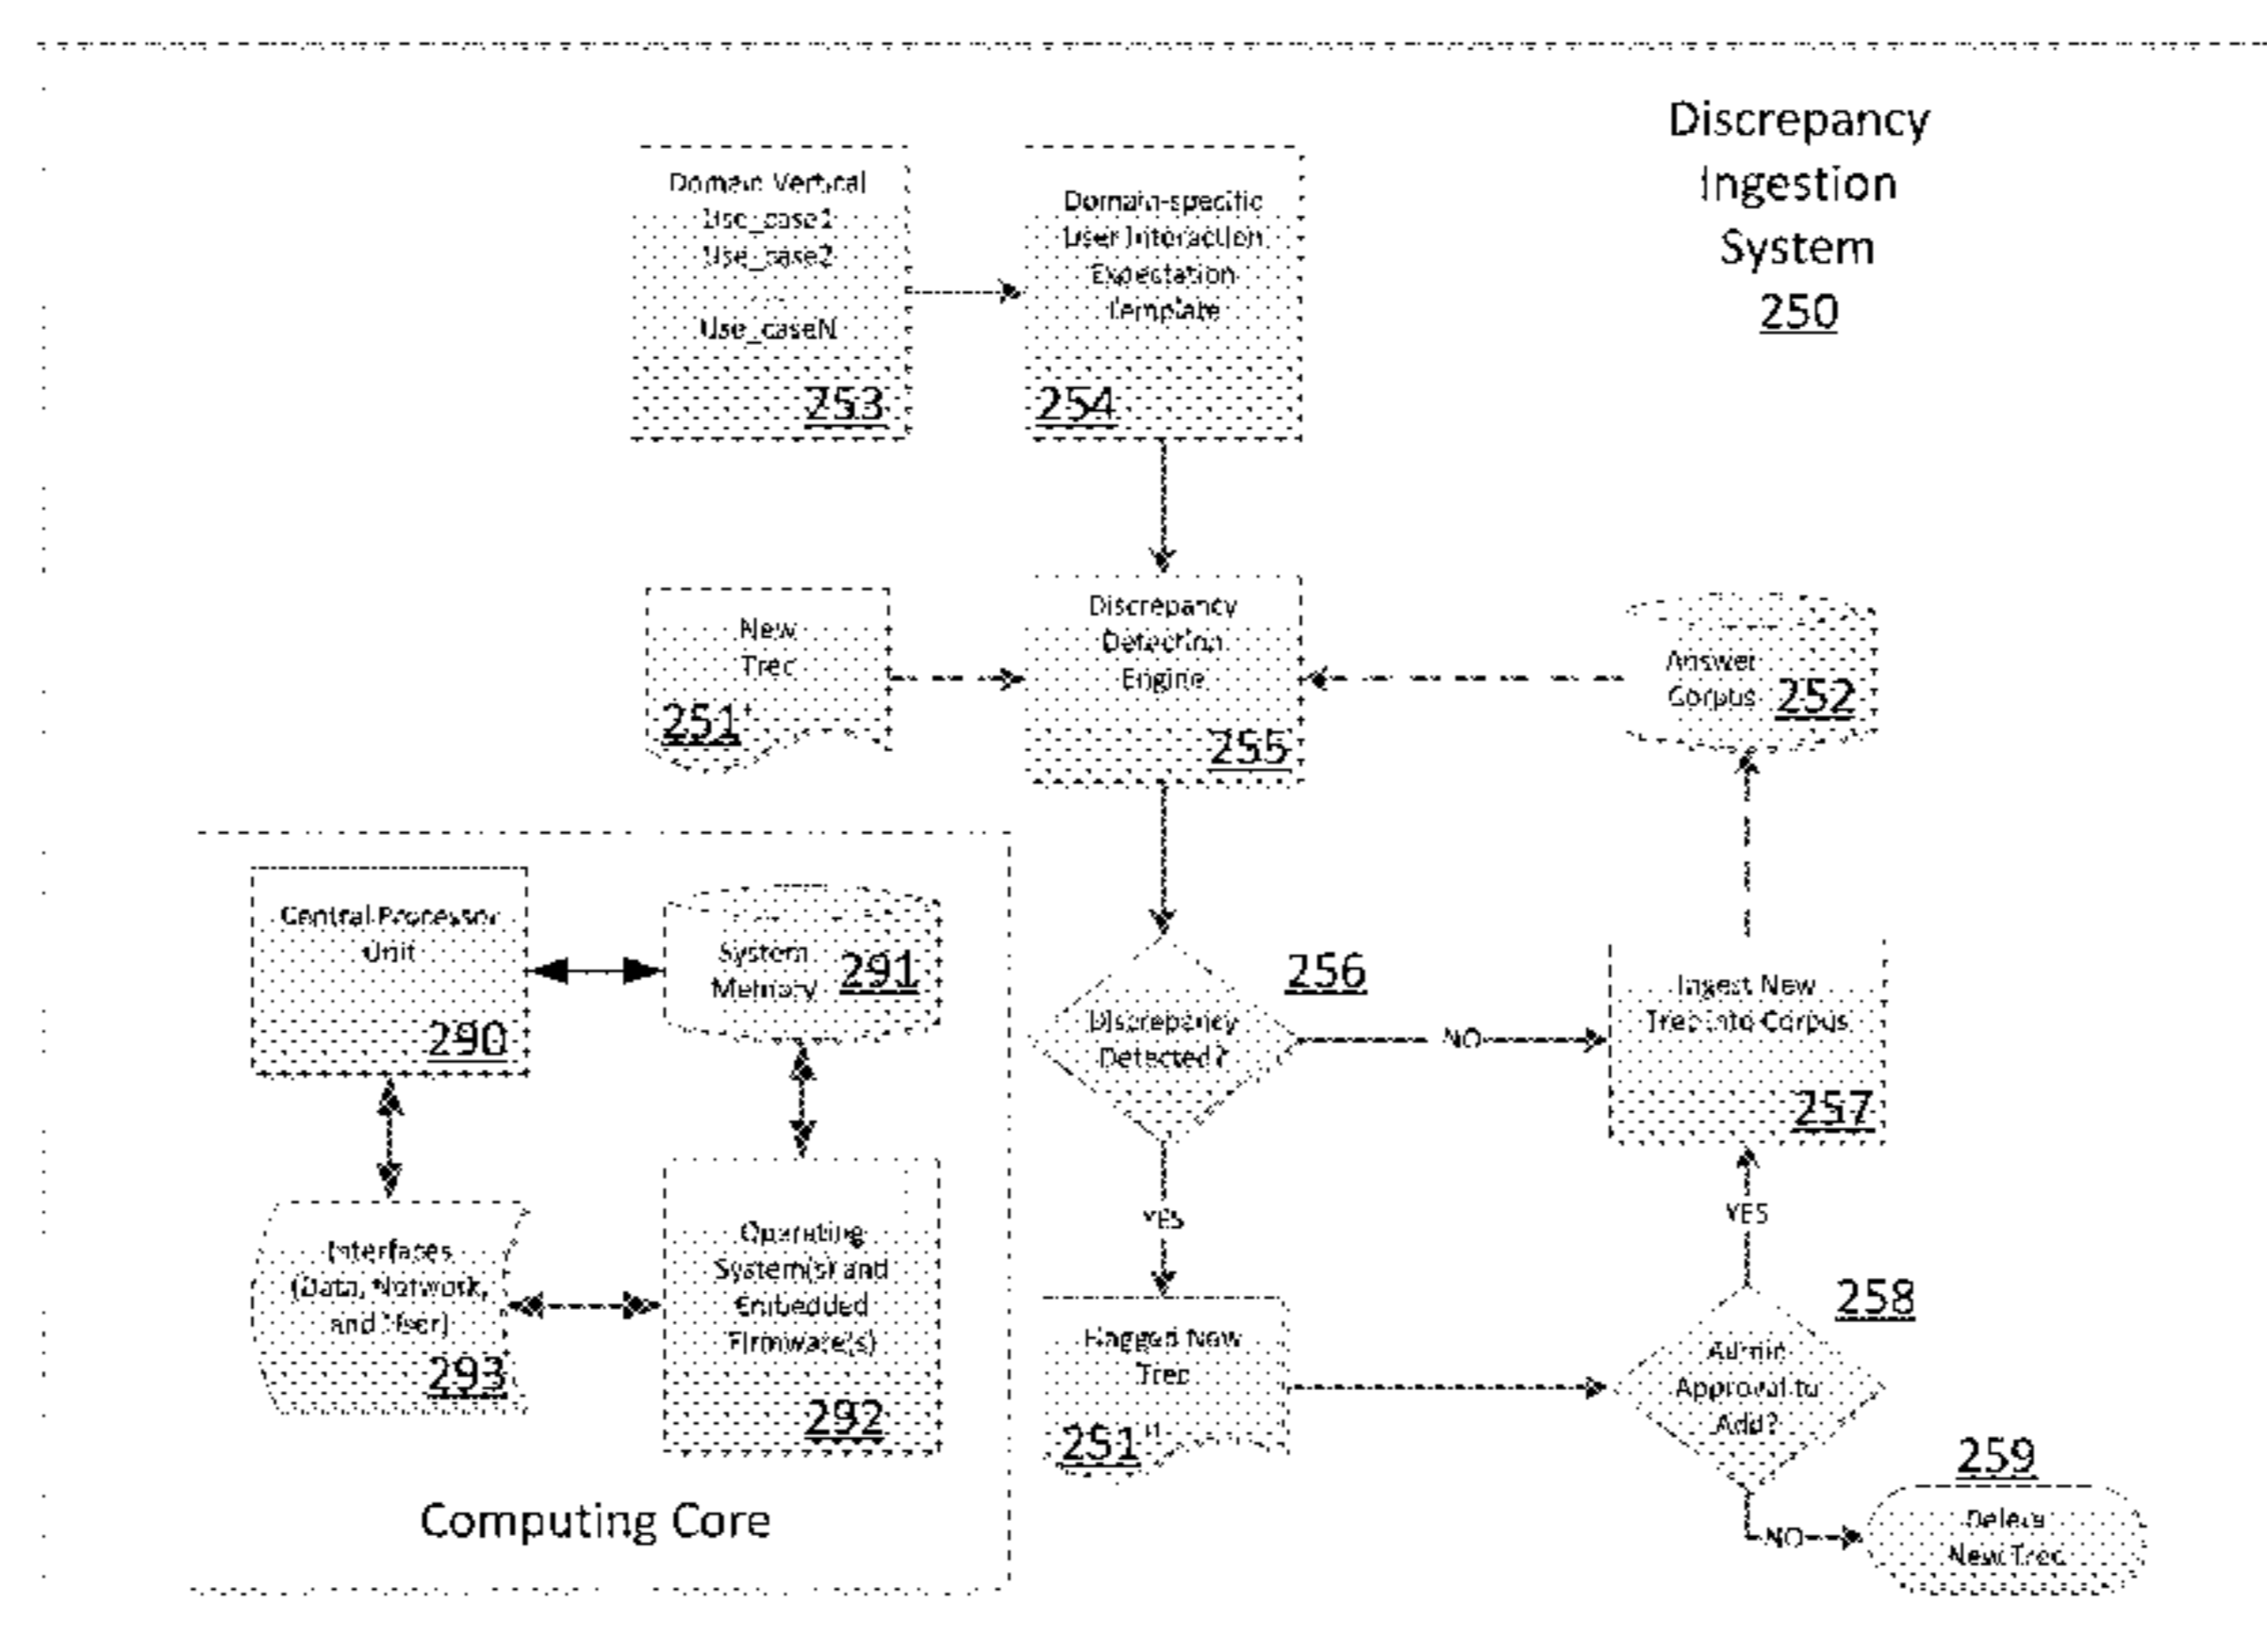 Discrepancy
Ingestion
System
250
Domain Vertical
Use_case1
Use_case2
...
Use_caseN
253
Domain-specific
User Interaction
Expectation
Template
254
New
Trec
251'
Discrepancy
Detection
Engine
255
Answer
Corpus
252
Central Processor
Unit
290
System
Memory
291
256
Discrepancy
Detected?
NO
Ingest New
Trec into Corpus
257
YES
YES
Interfaces
(Data, Network,
and User)
293
Operating
System(s) and
Embedded
Firmware(s)
292
Flagged New
Trec
251''
258
Admin
Approval to
Add?
259
NO
Delete
New Trec
Computing Core